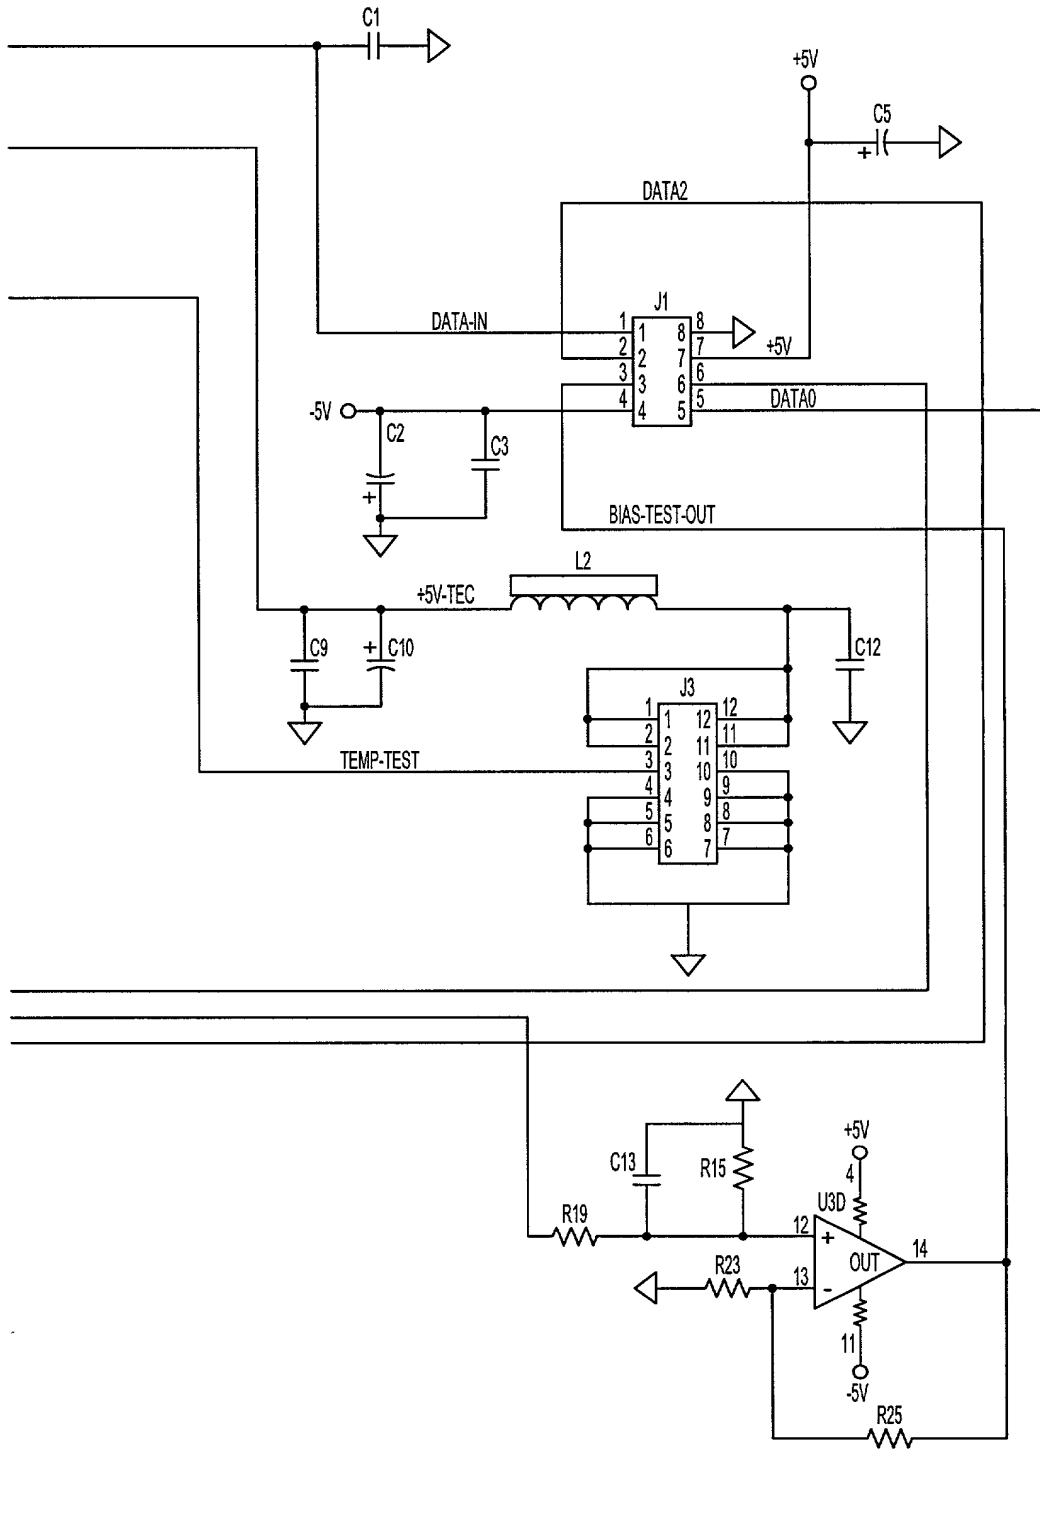 C1
+5V
C5
+
DATA2
J1
DATA-IN
1 1 8 8
2 2 7 7 +5V
3 3 6 6
4 4 5 5 DATA0
-5V
C2
C3
+
BIAS-TEST-OUT
L2
+5V-TEC
C9
+ C10
C12
J3
1 1 12 12
2 2 11 11
TEMP-TEST 3 3 10 10
4 4 9 9
5 5 8 8
6 6 7 7
+5V
C13
R15
4
U3D
R19
12 +
OUT 14
R23
13 -
11
-5V
R25